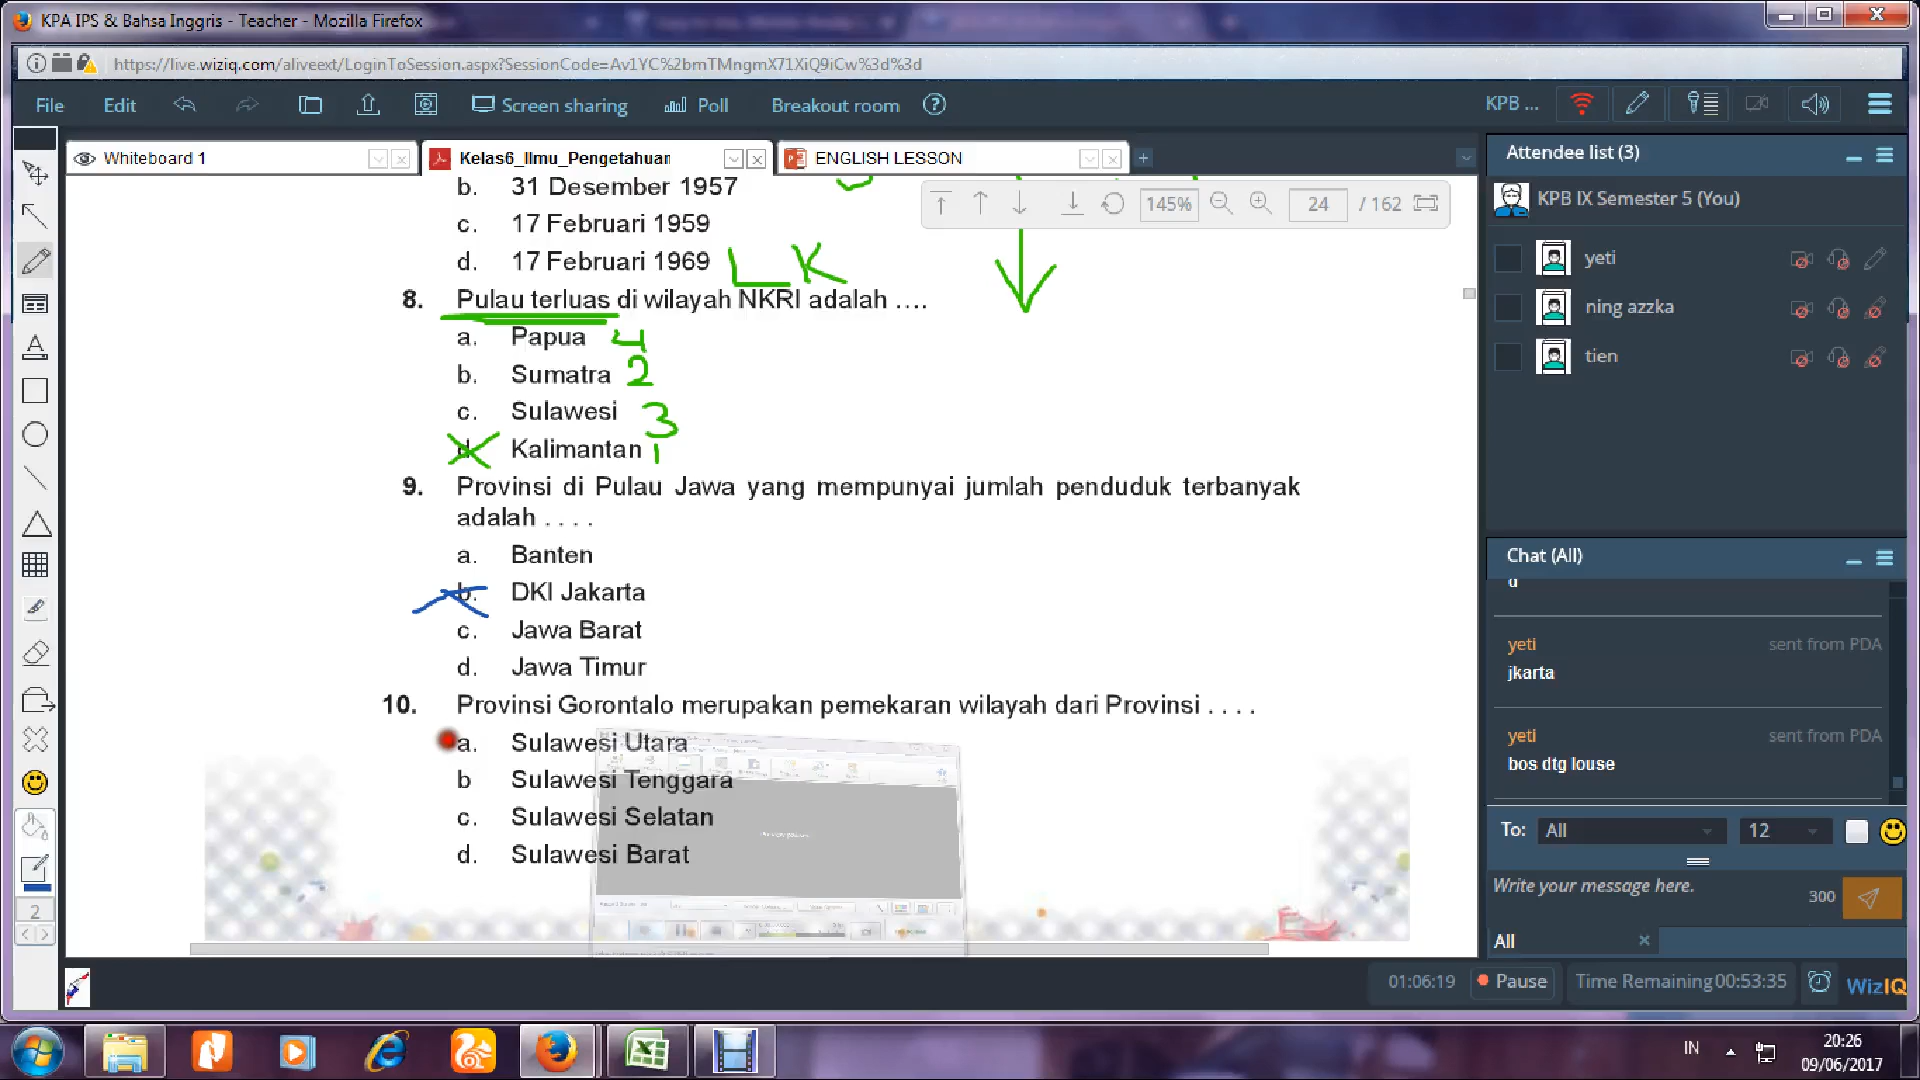 KPA IPS & Bahsa Inggris - Teacher - Mozilla Firefox
https://live.wiziq.com/aliveext/LoginToSession.aspx?SessionCode=Av1YC%2bmTMngmX71XiQ9iCw%3d%3d
File Edit Screen sharing Poll Breakout room KPB ...
Whiteboard 1
Kelas6_Ilmu_Pengetahuan
ENGLISH LESSON
145% 24 / 162
b. 31 Desember 1957
c. 17 Februari 1959
d. 17 Februari 1969 L K
8. Pulau terluas di wilayah NKRI adalah ....
a. Papua 4
b. Sumatra 2
c. Sulawesi 3
d. Kalimantan 1
9. Provinsi di Pulau Jawa yang mempunyai jumlah penduduk terbanyak
adalah . . . .
a. Banten
b. DKI Jakarta
c. Jawa Barat
d. Jawa Timur
10. Provinsi Gorontalo merupakan pemekaran wilayah dari Provinsi . . . .
a. Sulawesi Utara
b Sulawesi Tenggara
c. Sulawesi Selatan
d. Sulawesi Barat
2
Attendee list (3)
KPB IX Semester 5 (You)
yeti
ning azzka
tien
Chat (All)
d
yeti sent from PDA
jkarta
yeti sent from PDA
bos dtg louse
To: All 12
Write your message here. 300
All
01:06:19 Pause Time Remaining 00:53:35 WizIQ
IN 20:26
09/06/2017